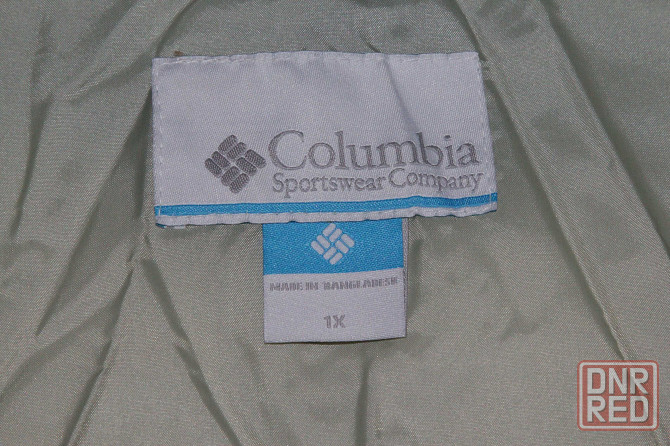 Columbia
Sportswear Company
MADE IN BANGLADESH
1X
DNR
RED